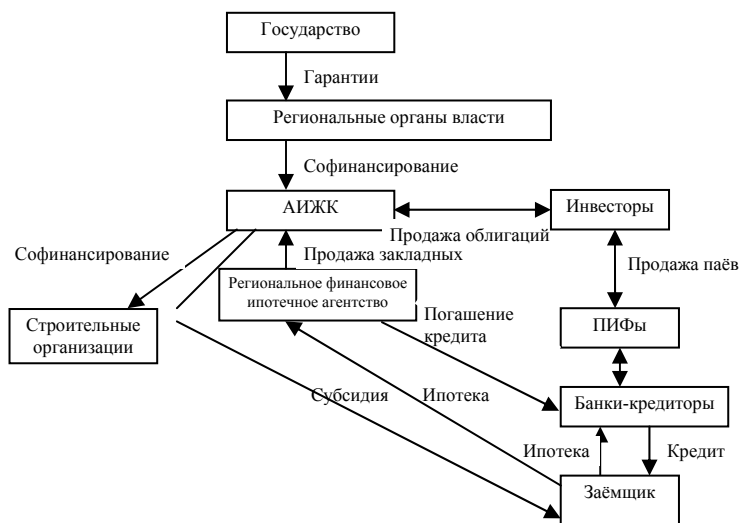 Государство
Гарантии
Региональные органы власти
Софинансирование
АИЖК
Инвесторы
Продажа облигаций
Софинансирование
Продажа закладных
Продажа паёв
Региональное финансовое
ипотечное агентство
Строительные
организации
Погашение
кредита
ПИФы
Субсидия
Ипотека
Банки-кредиторы
Ипотека
Кредит
Заёмщик